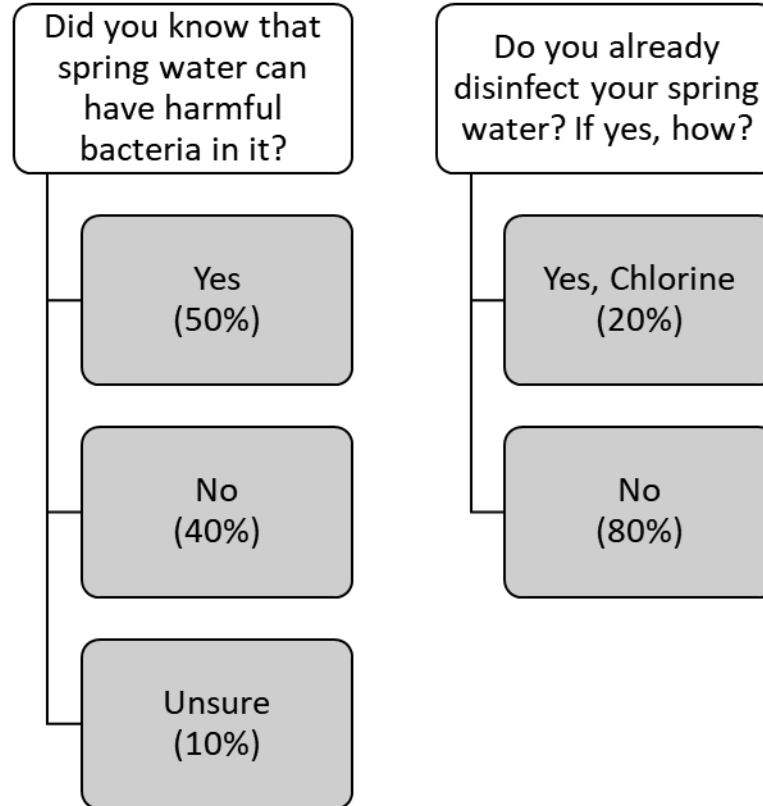 Did you know that
spring water can
have harmful
bacteria in it?
Yes
(50%)
No
(40%)
Unsure
(10%)
Do you already
disinfect your spring
water? If yes, how?
Yes, Chlorine
(20%)
No
(80%)